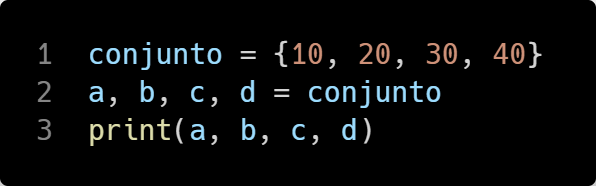 1 conjunto = {10, 20, 30, 40}
2 a, b, c, d = conjunto
3 print(a, b, c, d)